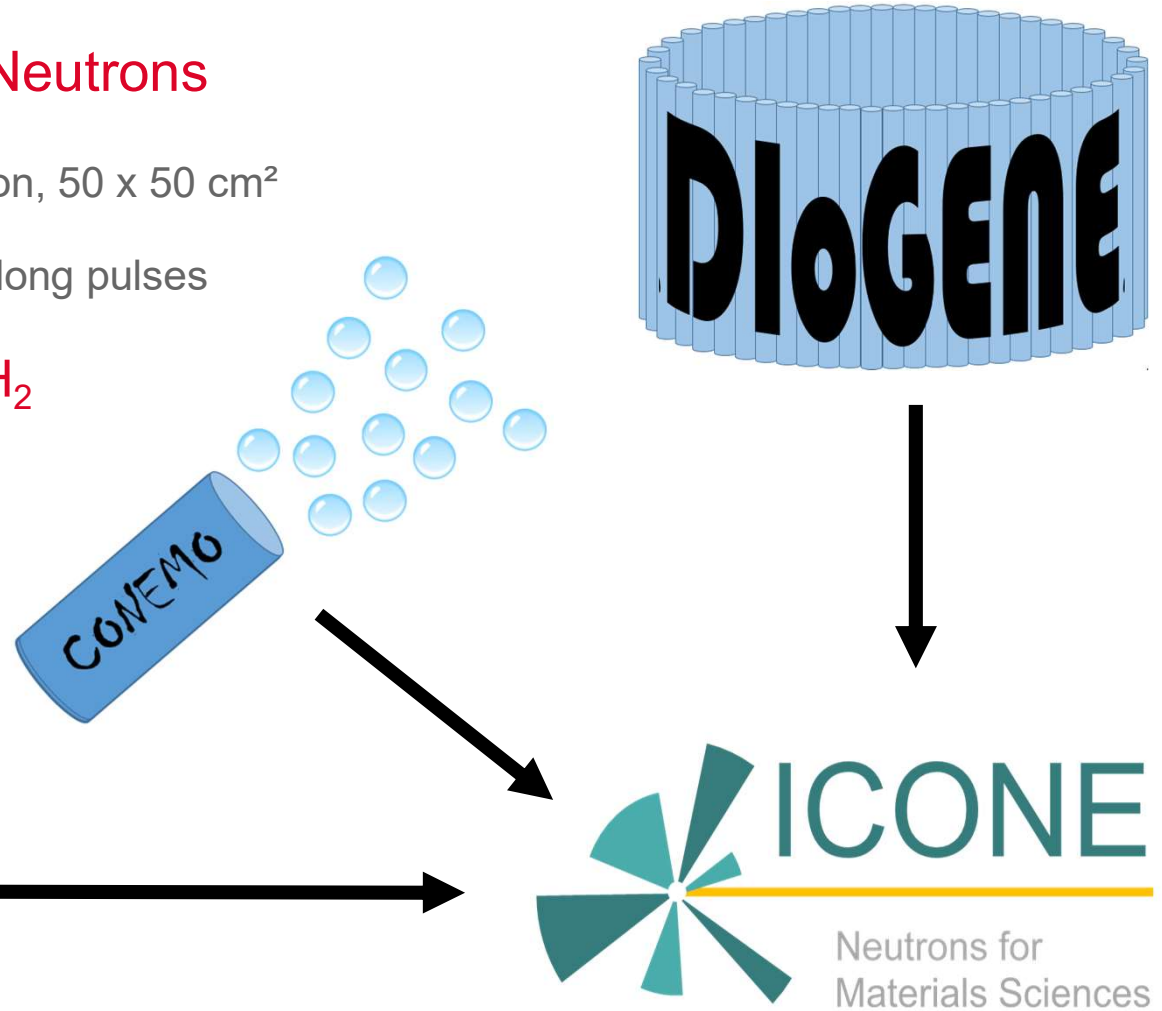 Neutrons
on, 50 x 50 cm²
long pulses
H₂
DIoGENE
CONEMO
ICONE
Neutrons for
Materials Sciences